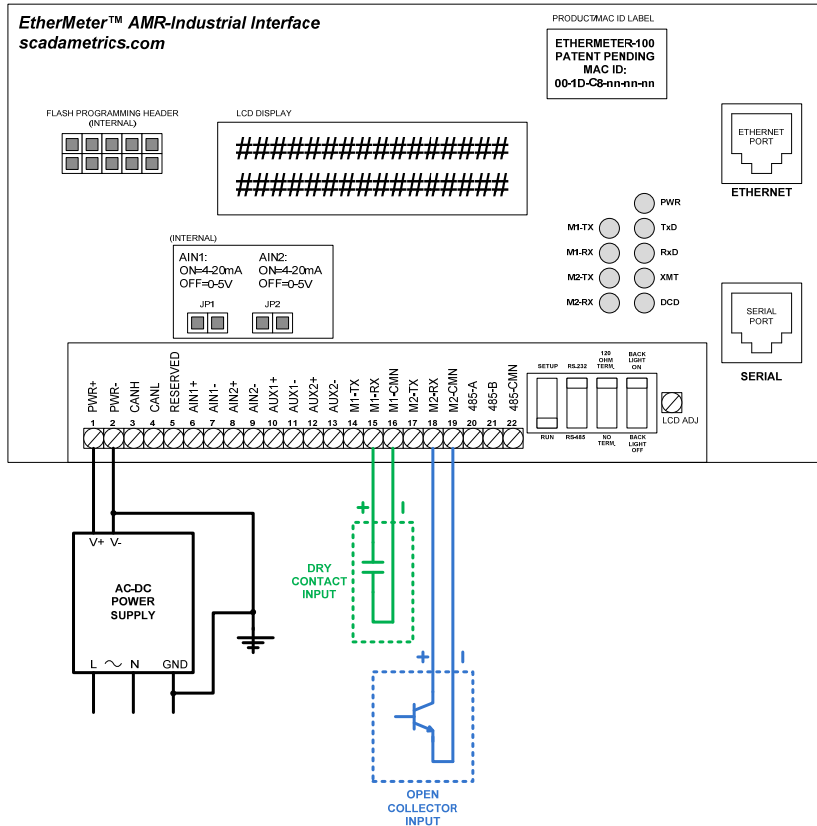 EtherMeter™ AMR-Industrial Interface
scadametrics.com
PRODUCT/MAC ID LABEL
ETHERMETER-100
PATENT PENDING
MAC ID:
00-1D-C8-nn-nn-nn
FLASH PROGRAMMING HEADER
(INTERNAL)
LCD DISPLAY
####################
####################
ETHERNET
PORT
ETHERNET
PWR
M1-TX
TxD
M1-RX
RxD
M2-TX
XMT
M2-RX
DCD
(INTERNAL)
AIN1:
ON=4-20mA
OFF=0-5V
JP1
AIN2:
ON=4-20mA
OFF=0-5V
JP2
SERIAL
PORT
SERIAL
PWR+
PWR-
CANH
CANL
RESERVED
AIN1+
AIN1-
AIN2+
AIN2-
AUX1+
AUX1-
AUX2+
AUX2-
M1-TX
M1-RX
M1-CMN
M2-TX
M2-RX
M2-CMN
485-A
485-B
485-CMN
1 2 3 4 5 6 7 8 9 10 11 12 13 14 15 16 17 18 19 20 21 22
SETUP
RUN
RS-232
RS-485
120
OHM
TERM.
NO
TERM.
BACK
LIGHT
ON
BACK
LIGHT
OFF
LCD ADJ
V+ V-
AC-DC
POWER
SUPPLY
L N GND
+ -
DRY
CONTACT
INPUT
+ -
OPEN
COLLECTOR
INPUT